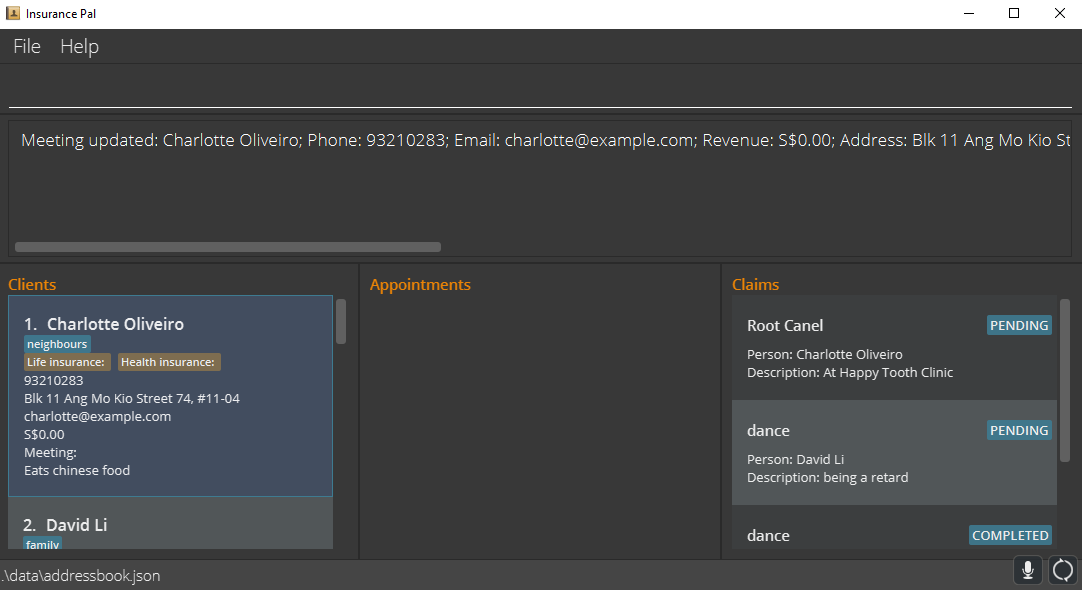 Insurance Pal
File Help
Meeting updated: Charlotte Oliveiro; Phone: 93210283; Email: charlotte@example.com; Revenue: S$0.00; Address: Blk 11 Ang Mo Kio St
Clients
1. Charlotte Oliveiro
neighbours
Life insurance: Health insurance:
93210283
Blk 11 Ang Mo Kio Street 74, #11-04
charlotte@example.com
S$0.00
Meeting:
Eats chinese food
2. David Li
family
Appointments
Claims
Root Canel PENDING
Person: Charlotte Oliveiro
Description: At Happy Tooth Clinic
dance PENDING
Person: David Li
Description: being a retard
dance COMPLETED
.\data\addressbook.json